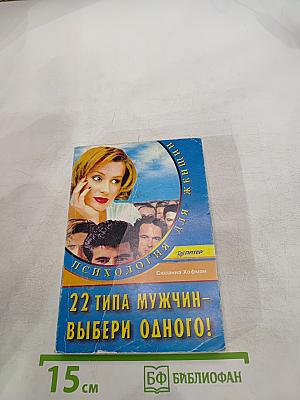 ПСИХОЛОГИЯ ДЛЯ ЖЕНЩИН
ПИТЕР
Сюзанна Хофман
22 ТИПА МУЖЧИН–
ВЫБЕРИ ОДНОГО!
15 см
БФ БИБЛИОФАН